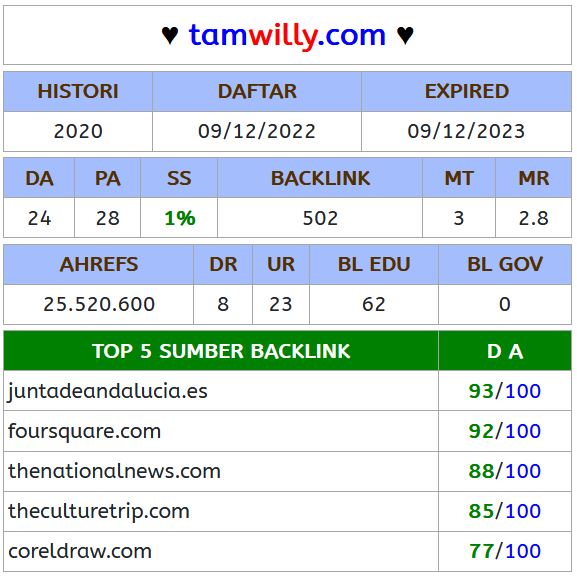 ♥ tamwilly.com ♥
HISTORI DAFTAR EXPIRED
2020 09/12/2022 09/12/2023
DA PA SS BACKLINK MT MR
24 28 1% 502 3 2.8
AHREFS DR UR BL EDU BL GOV
25.520.600 8 23 62 0
TOP 5 SUMBER BACKLINK D A
juntadeandalucia.es 93/100
foursquare.com 92/100
thenationalnews.com 88/100
theculturetrip.com 85/100
coreldraw.com 77/100